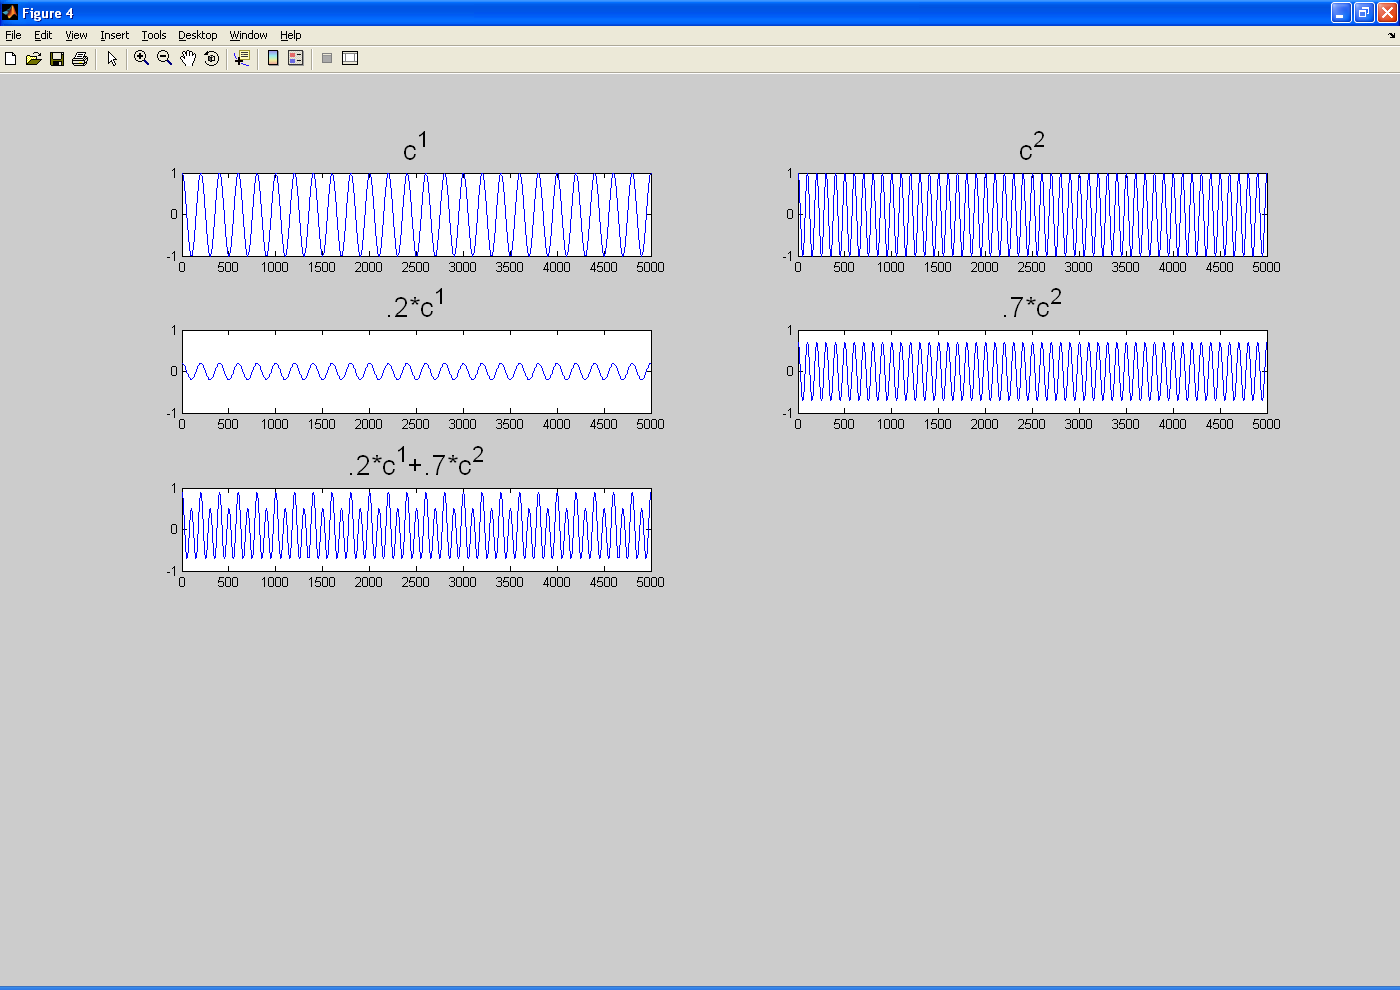 Figure 4
File Edit View Insert Tools Desktop Window Help
c1
1
0
-1
0 500 1000 1500 2000 2500 3000 3500 4000 4500 5000
c2
1
0
-1
0 500 1000 1500 2000 2500 3000 3500 4000 4500 5000
.2*c1
1
0
-1
0 500 1000 1500 2000 2500 3000 3500 4000 4500 5000
.7*c2
1
0
-1
0 500 1000 1500 2000 2500 3000 3500 4000 4500 5000
.2*c1+.7*c2
1
0
-1
0 500 1000 1500 2000 2500 3000 3500 4000 4500 5000